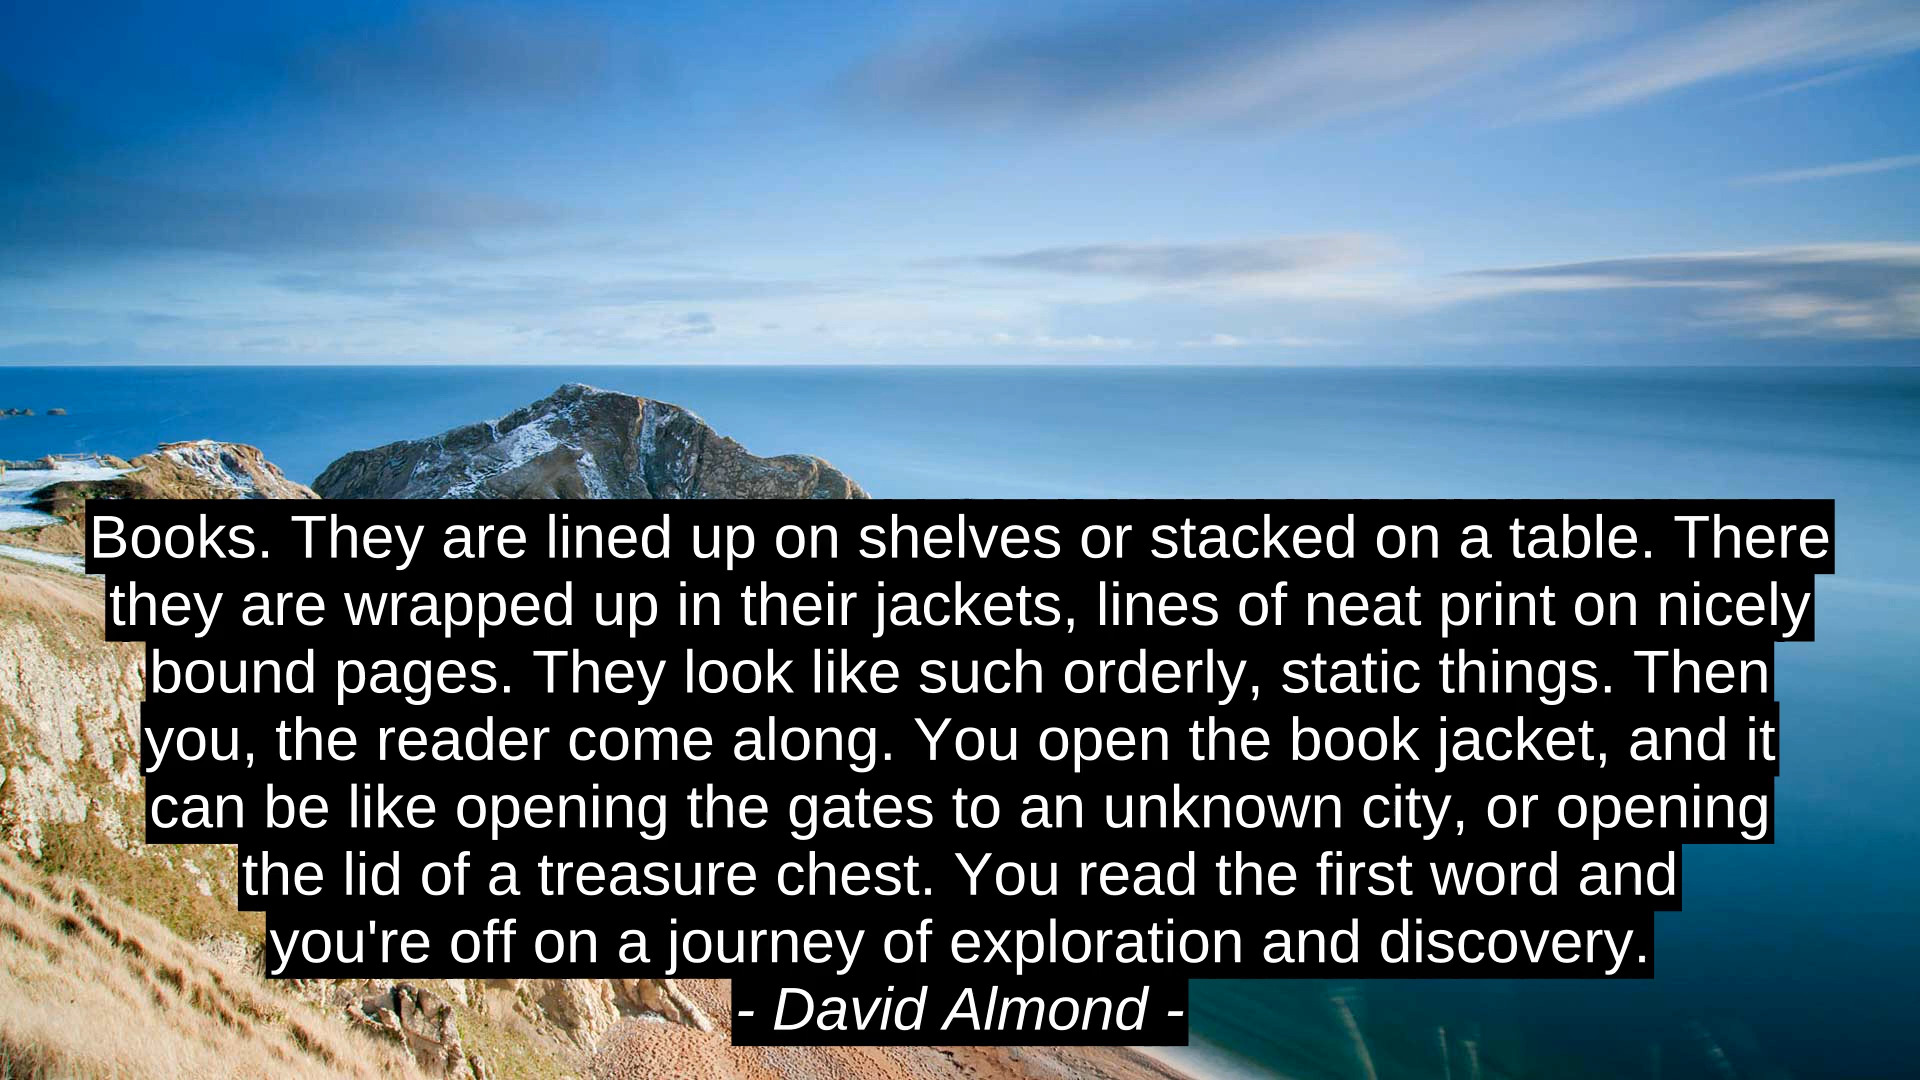 Books. They are lined up on shelves or stacked on a table. There
they are wrapped up in their jackets, lines of neat print on nicely
bound pages. They look like such orderly, static things. Then
you, the reader come along. You open the book jacket, and it
can be like opening the gates to an unknown city, or opening
the lid of a treasure chest. You read the first word and
you're off on a journey of exploration and discovery.
- David Almond -